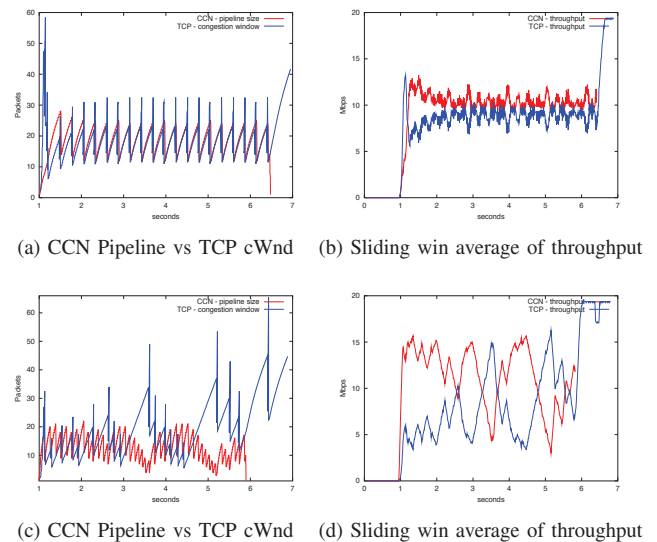 CCN - pipeline size
TCP - congestion window
60
50
40
30
20
10
0
Packets
1 2 3 4 5 6 7
seconds
CCN - throughput
TCP - throughput
20
15
10
5
0
Mbps
0 1 2 3 4 5 6 7
seconds
(a) CCN Pipeline vs TCP cWnd
(b) Sliding win average of throughput
CCN - pipeline size
TCP - congestion window
60
50
40
30
20
10
Packets
1 2 3 4 5 6 7
seconds
CCN - throughput
TCP - throughput
20
15
10
5
0
Mbps
0 1 2 3 4 5 6 7
seconds
(c) CCN Pipeline vs TCP cWnd
(d) Sliding win average of throughput